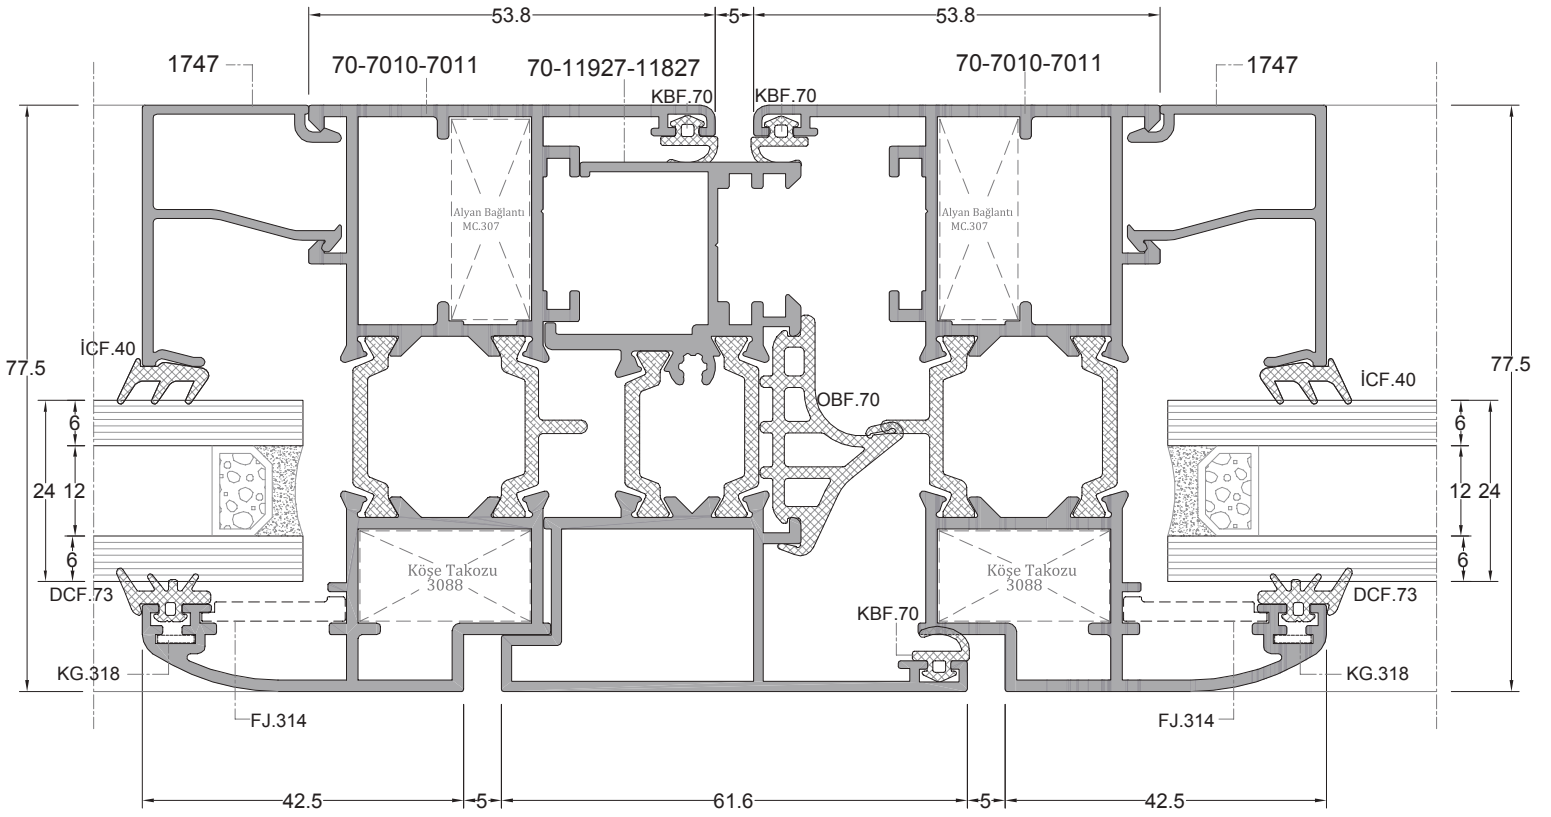 53.8
5
53.8
1747
70-7010-7011
70-11927-11827
70-7010-7011
1747
KBF.70
KBF.70
Alyan Bağlantı
MC.307
Alyan Bağlantı
MC.307
77.5
İCF.40
OBF.70
77.5
İCF.40
6
24
12
6
6
12
24
6
DCF.73
Köşe Takozu
3088
KBF.70
Köşe Takozu
3088
DCF.73
KG.318
KG.318
FJ.314
FJ.314
42.5
5
61.6
5
42.5